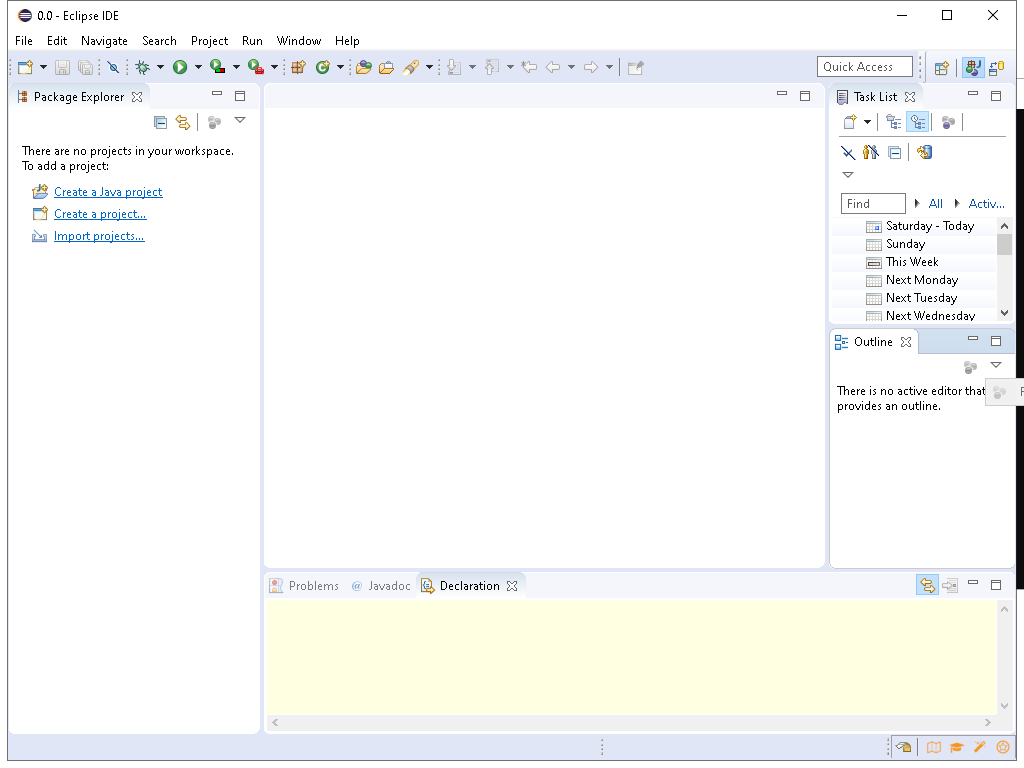 0.0 - Eclipse IDE
File Edit Navigate Search Project Run Window Help
Quick Access
Package Explorer
Task List
There are no projects in your workspace.
To add a project:
Create a Java project
Create a project...
Import projects...
Find All Activ...
Saturday - Today
Sunday
This Week
Next Monday
Next Tuesday
Next Wednesday
Outline
There is no active editor that
provides an outline.
Problems @ Javadoc Declaration